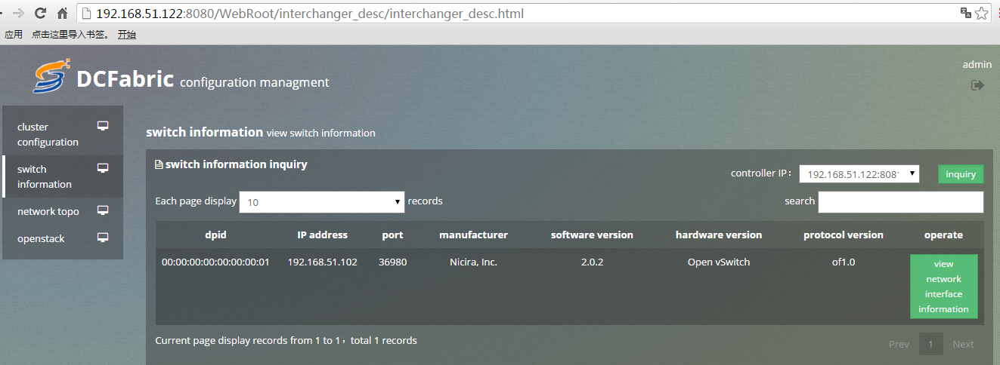 192.168.51.122:8080/WebRoot/interchanger_desc/interchanger_desc.html
应用 点击这里导入书签。 开始
DCFabric configuration managment
admin
cluster configuration
switch information
network topo
openstack
switch information view switch information
switch information inquiry
controller IP： 192.168.51.122:808 inquiry
Each page display 10 records
search
dpid IP address port manufacturer software version hardware version protocol version operate
00:00:00:00:00:00:00:01 192.168.51.102 36980 Nicira, Inc. 2.0.2 Open vSwitch of1.0
view
network
interface
information
Current page display records from 1 to 1，total 1 records
Prev 1 Next